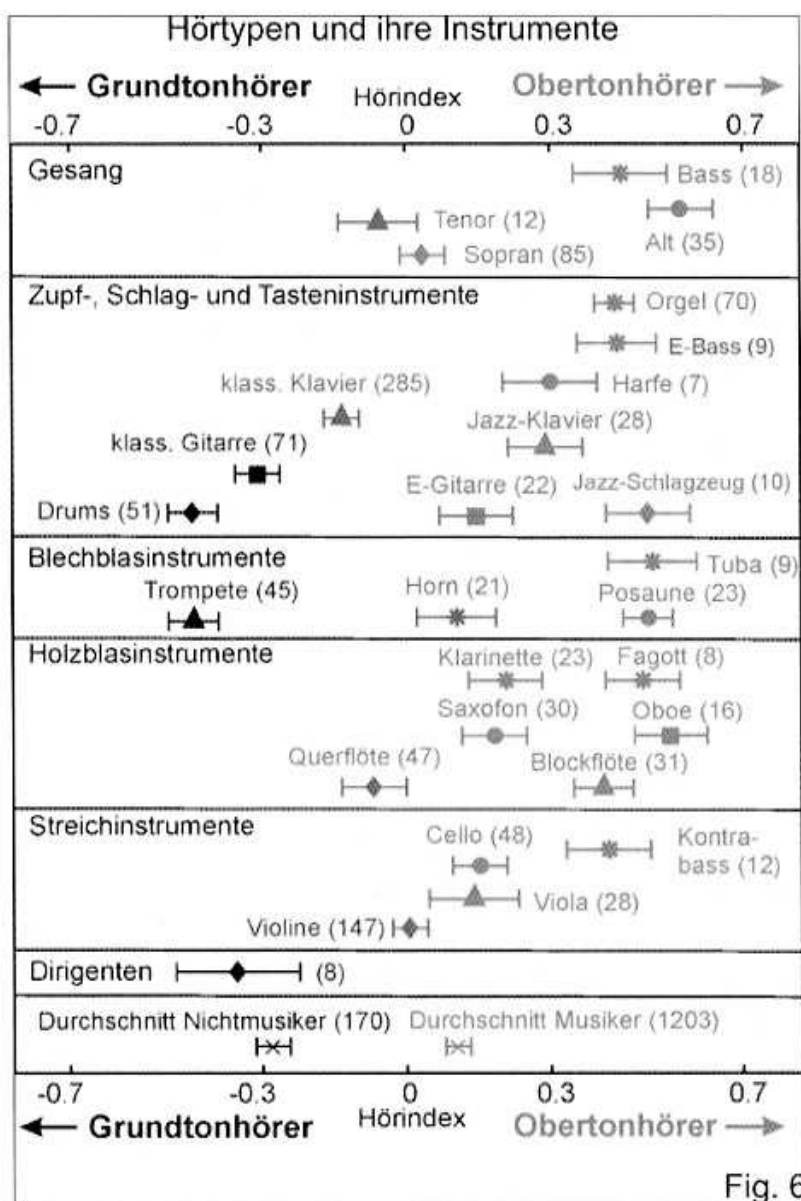 Hörtypen und ihre Instrumente
← Grundtonhörer Hörindex Obertonhörer →
-0.7 -0.3 0 0.3 0.7
Gesang
Bass (18)
Tenor (12)
Alt (35)
Sopran (85)
Zupf-, Schlag- und Tasteninstrumente
Orgel (70)
E-Bass (9)
klass. Klavier (285)
Harfe (7)
klass. Gitarre (71)
Jazz-Klavier (28)
Drums (51)
E-Gitarre (22)
Jazz-Schlagzeug (10)
Blechblasinstrumente
Tuba (9)
Trompete (45)
Horn (21)
Posaune (23)
Holzblasinstrumente
Klarinette (23)
Fagott (8)
Saxofon (30)
Oboe (16)
Querflöte (47)
Blockflöte (31)
Streichinstrumente
Cello (48)
Kontra-
bass (12)
Viola (28)
Violine (147)
Dirigenten (8)
Durchschnitt Nichtmusiker (170) Durchschnitt Musiker (1203)
-0.7 -0.3 0 0.3 0.7
← Grundtonhörer Hörindex Obertonhörer →
Fig. 6